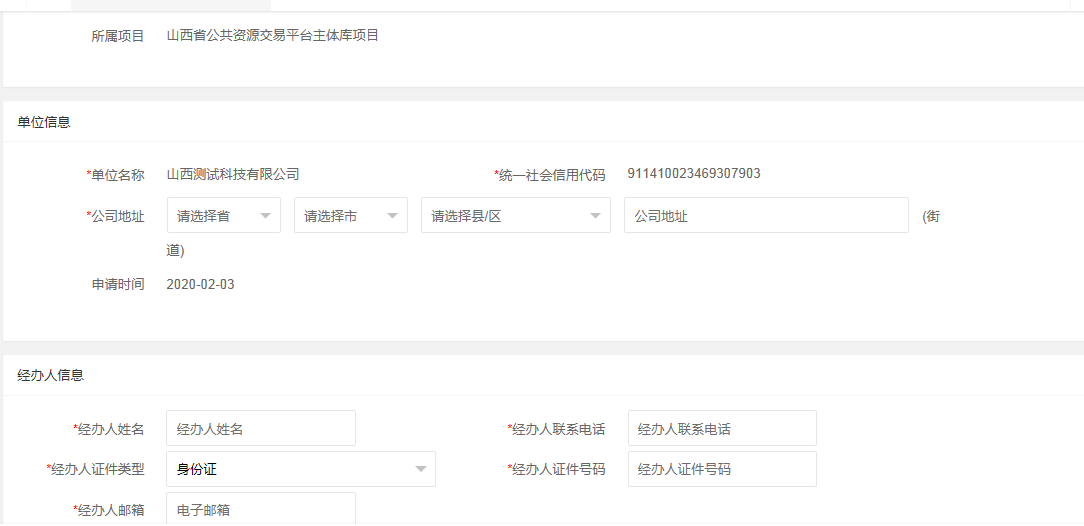 所属项目 山西省公共资源交易平台主体库项目
单位信息
*单位名称 山西测试科技有限公司 *统一社会信用代码 911410023469307903
*公司地址 请选择省 请选择市 请选择县/区 公司地址 (街
道)
申请时间 2020-02-03
经办人信息
*经办人姓名 经办人姓名 *经办人联系电话 经办人联系电话
*经办人证件类型 身份证 *经办人证件号码 经办人证件号码
*经办人邮箱 电子邮箱